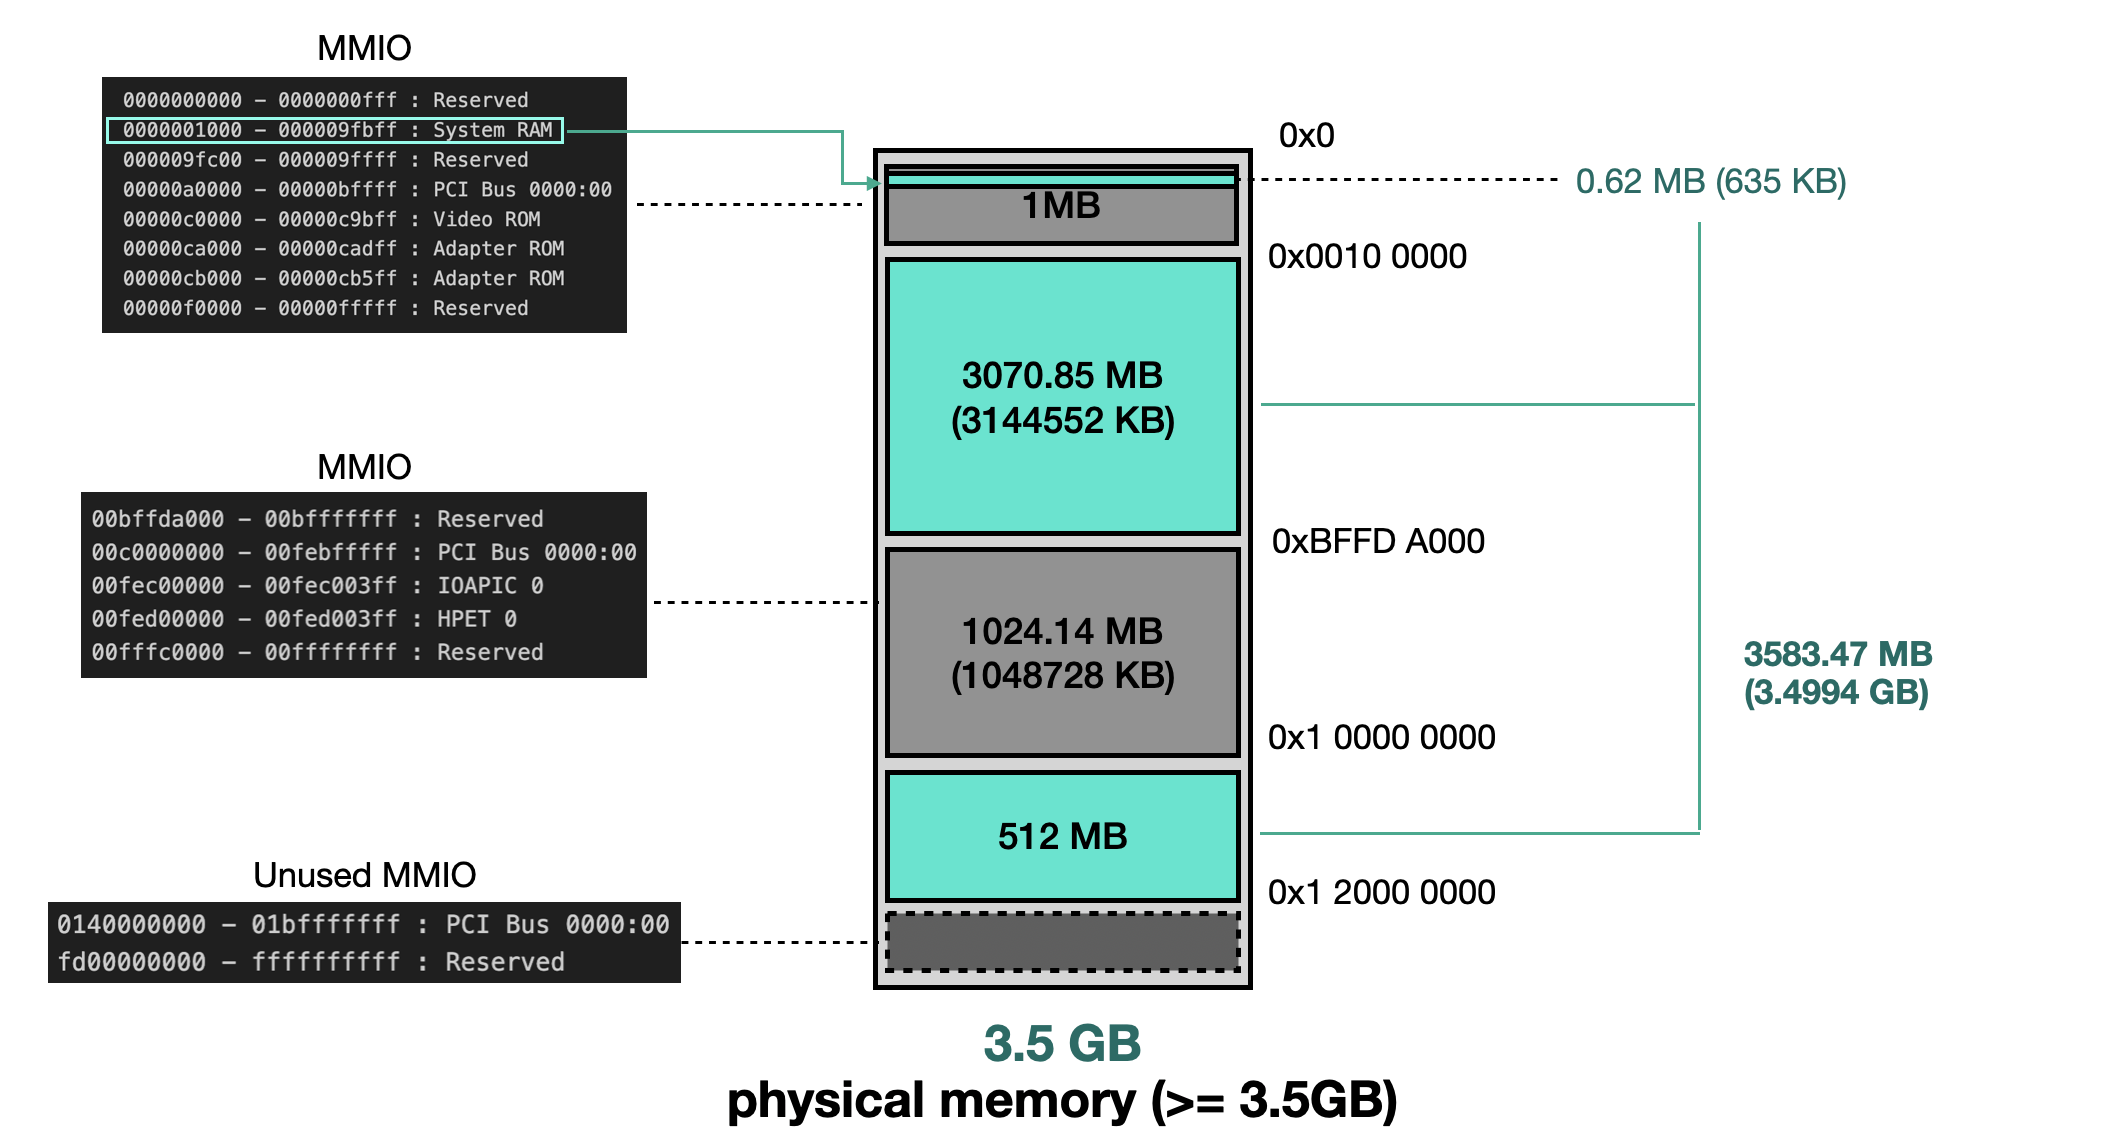 MMIO
0000000000 – 0000000fff : Reserved
0000001000 – 000009fbff : System RAM
000009fc00 – 000009ffff : Reserved
00000a0000 – 00000bffff : PCI Bus 0000:00
00000c0000 – 00000c9bff : Video ROM
00000ca000 – 00000cadff : Adapter ROM
00000cb000 – 00000cb5ff : Adapter ROM
00000f0000 – 00000fffff : Reserved
0x0
0.62 MB (635 KB)
1MB
0x0010 0000
3070.85 MB
(3144552 KB)
MMIO
00bffda000 – 00bfffffff : Reserved
00c0000000 – 00febfffff : PCI Bus 0000:00
00fec00000 – 00fec003ff : IOAPIC 0
00fed00000 – 00fed003ff : HPET 0
00fffc0000 – 00ffffffff : Reserved
0xBFFD A000
1024.14 MB
(1048728 KB)
3583.47 MB
(3.4994 GB)
0x1 0000 0000
512 MB
Unused MMIO
0140000000 – 01bfffffff : PCI Bus 0000:00
fd00000000 – ffffffffff : Reserved
0x1 2000 0000
3.5 GB
physical memory (>= 3.5GB)